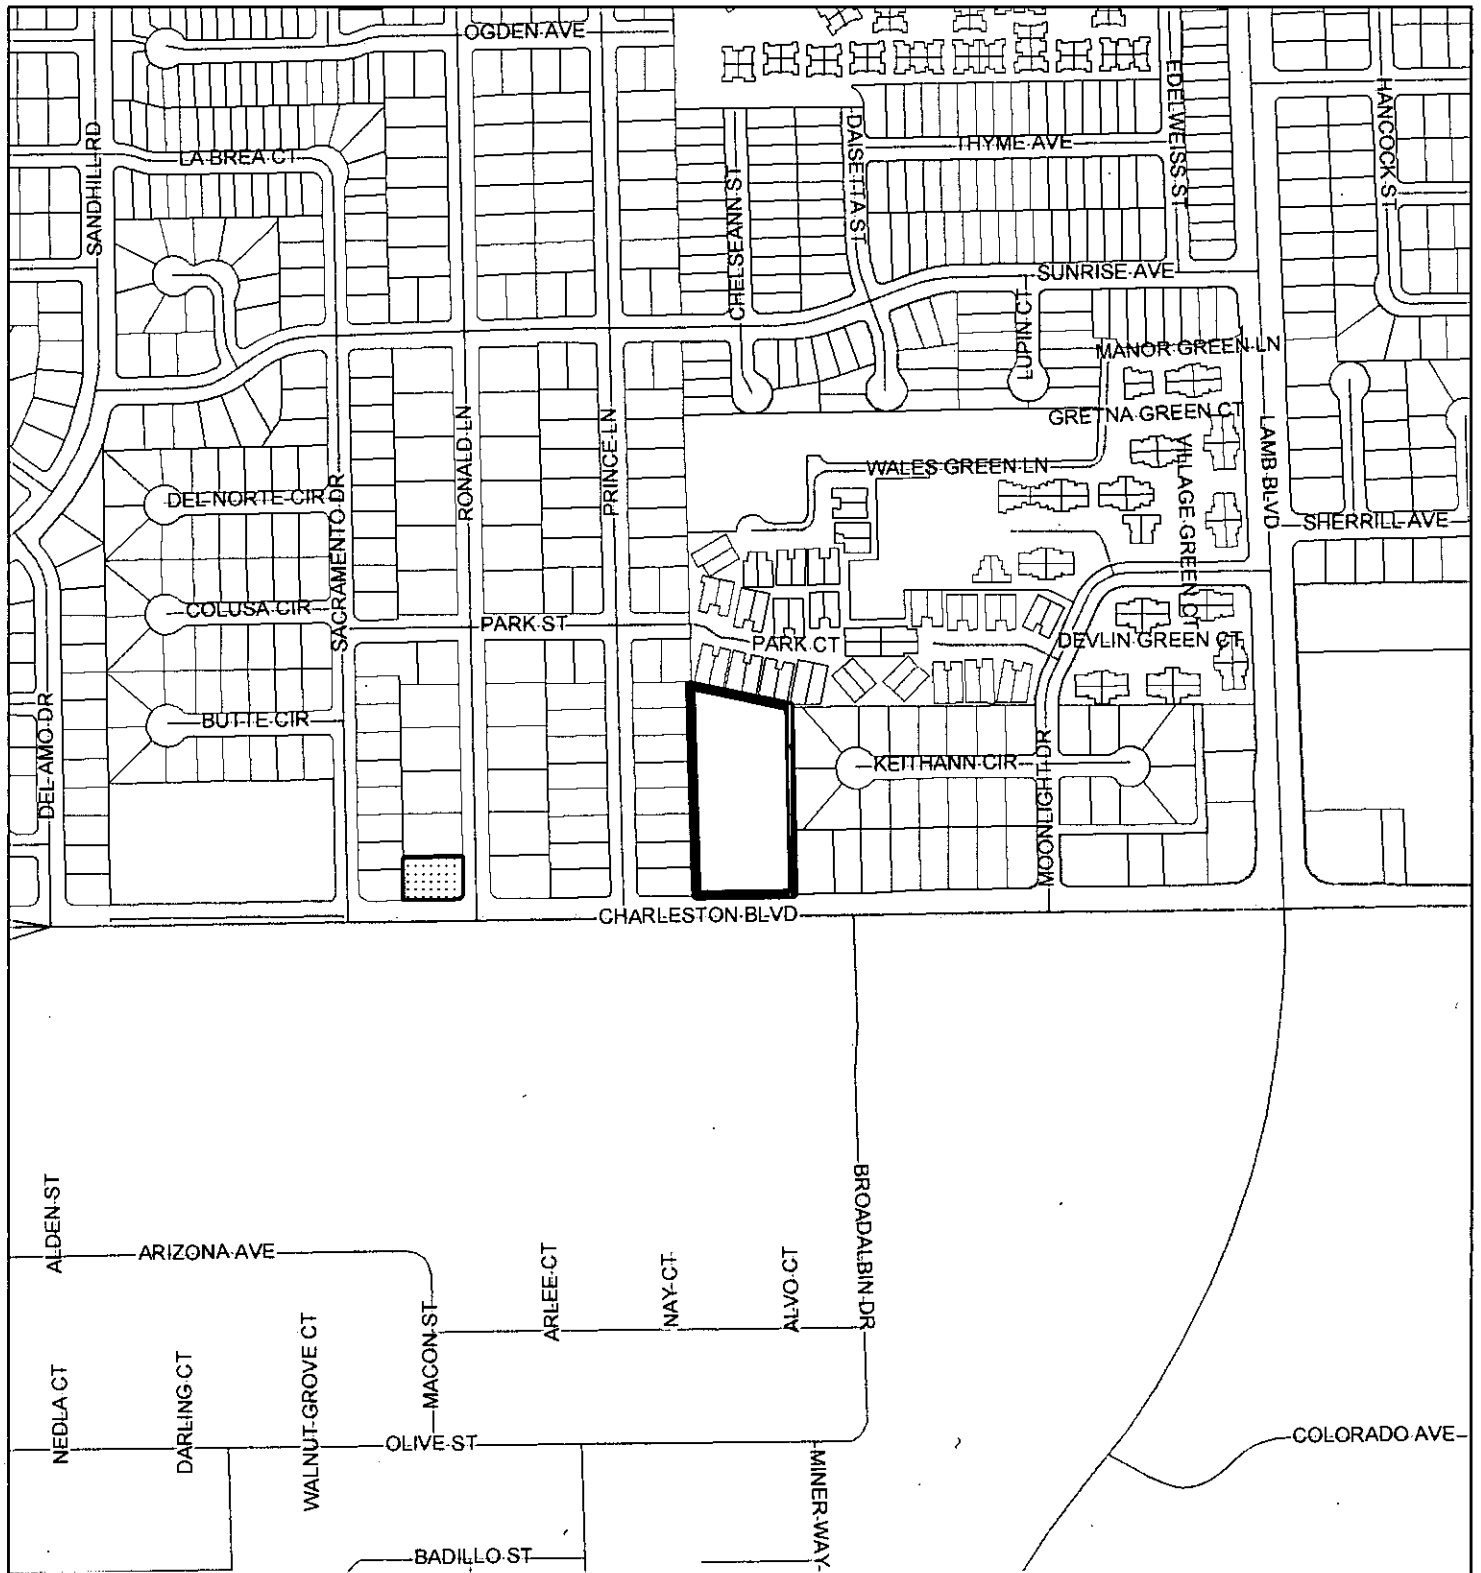 OGDEN AVE
SANDHILL RD
LA BREA CT
DAISETTA ST
THYME AVE
EDELWEISS ST
HANCOCK ST
CHELSEANN ST
SUNRISE AVE
LUPIN CT
MANOR GREEN LN
GRETNA GREEN CT
LAMB BLVD
RONALD LN
PRINCE LN
WALES GREEN LN
VILLAGE GREEN CT
DEL NORTE CIR
SACRAMENTO DR
SHERRILL AVE
COLUSA CIR
PARK ST
PARK CT
DEVLIN GREEN CT
DEL AMO DR
BUTTE CIR
KEITHANN CIR
MOONLIGHT DR
CHARLESTON BLVD
ALDEN ST
ARIZONA AVE
BROADALBIN DR
ARLEE CT
NAY CT
ALVO CT
MACON ST
NEDLA CT
DARLING CT
WALNUT GROVE CT
OLIVE ST
COLORADO AVE
MINER WAY
BADILLO ST